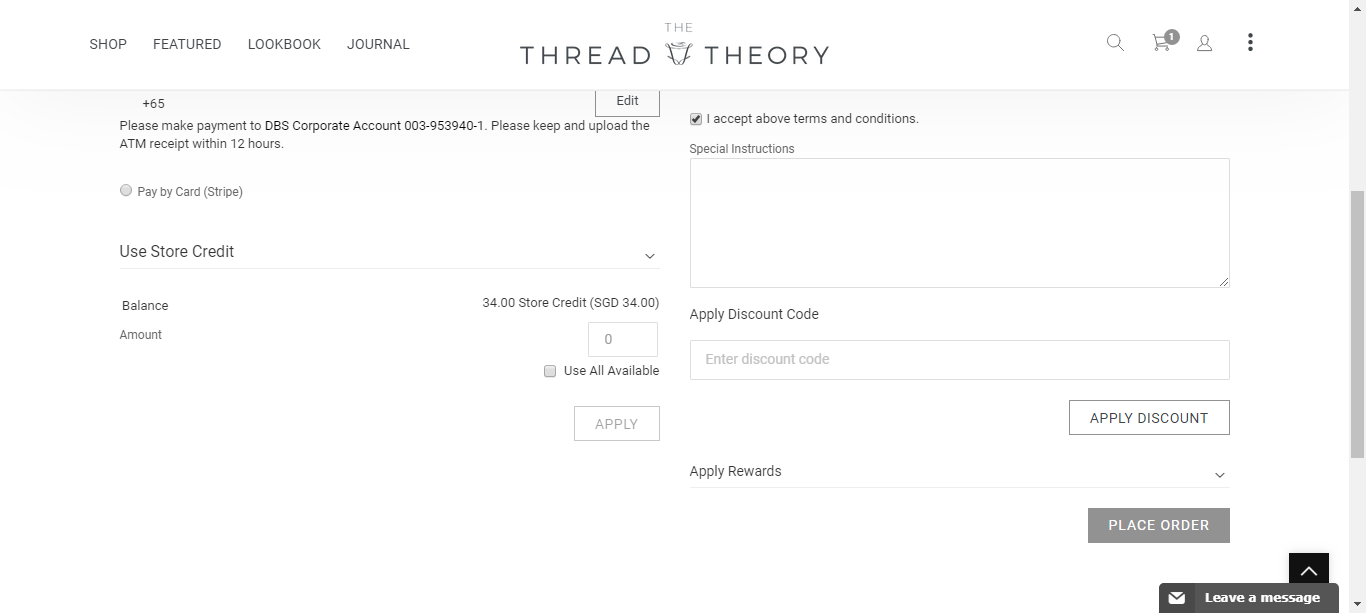 SHOP FEATURED LOOKBOOK JOURNAL
THE
THREAD THEORY
1
+65
Edit
Please make payment to DBS Corporate Account 003-953940-1. Please keep and upload the
ATM receipt within 12 hours.
Pay by Card (Stripe)
Use Store Credit
Balance 34.00 Store Credit (SGD 34.00)
Amount 0
Use All Available
APPLY
I accept above terms and conditions.
Special Instructions
Apply Discount Code
Enter discount code
APPLY DISCOUNT
Apply Rewards
PLACE ORDER
Leave a message